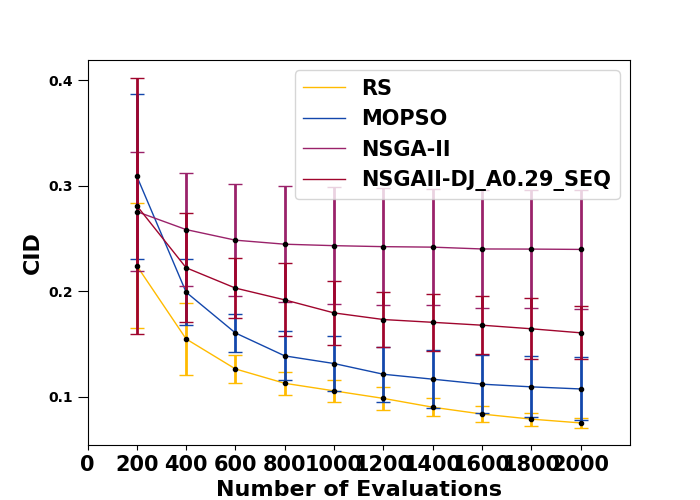 0.4
0.3
0.2
0.1
CID
RS
MOPSO
NSGA-II
NSGAII-DJ_A0.29_SEQ
0 200 400 600 800 1000 1200 1400 1600 1800 2000
Number of Evaluations